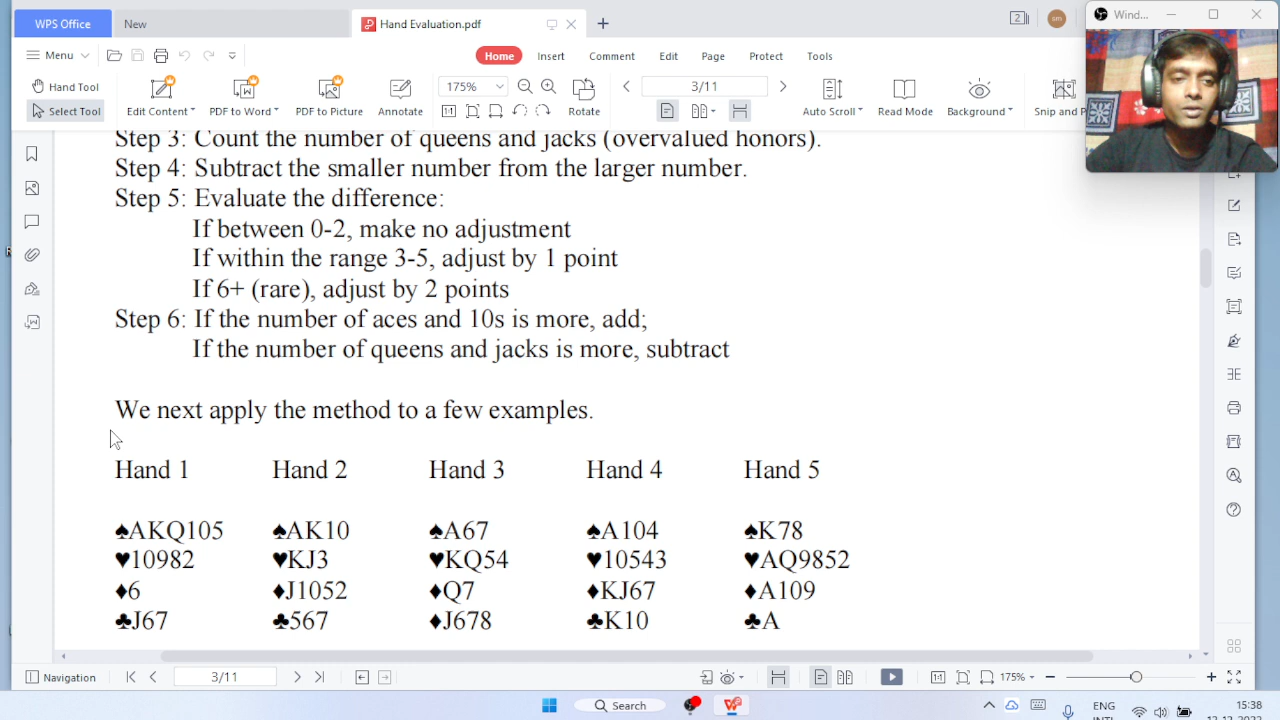 WPS Office
New
Hand Evaluation.pdf
Wind...
Menu
Home
Insert
Comment
Edit
Page
Protect
Tools
Hand Tool
Select Tool
Edit Content
PDF to Word
PDF to Picture
Annotate
175%
Rotate
3/11
Auto Scroll
Read Mode
Background
Snip and P
Step 3: Count the number of queens and jacks (overvalued honors).
Step 4: Subtract the smaller number from the larger number.
Step 5: Evaluate the difference:
If between 0-2, make no adjustment
If within the range 3-5, adjust by 1 point
If 6+ (rare), adjust by 2 points
Step 6: If the number of aces and 10s is more, add;
If the number of queens and jacks is more, subtract
We next apply the method to a few examples.
Hand 1 Hand 2 Hand 3 Hand 4 Hand 5
♠AKQ105 ♠AK10 ♠A67 ♠A104 ♠K78
♥10982 ♥KJ3 ♥KQ54 ♥10543 ♥AQ9852
♦6 ♦J1052 ♦Q7 ♦KJ67 ♦A109
♣J67 ♣567 ♦J678 ♣K10 ♣A
Navigation
3/11
175%
Search
ENG
INTL
15:38